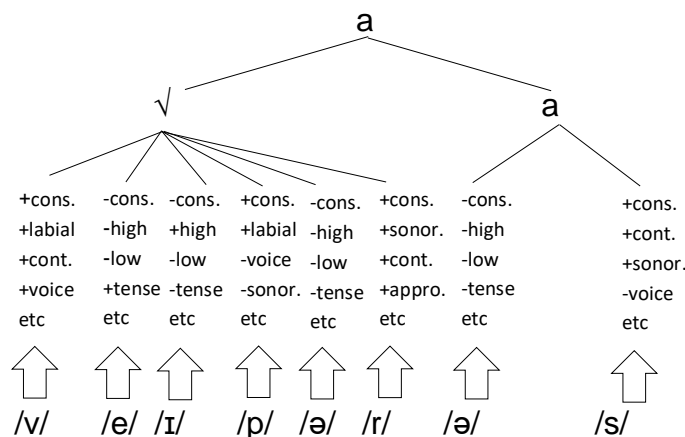 a
√ a
+cons. -cons. -cons. +cons. -cons. +cons. -cons. +cons.
+labial -high +high +labial -high +sonor. -high +cont.
+cont. -low -low -voice -low +cont. -low +sonor.
+voice +tense -tense -sonor. -tense +appro. -tense -voice
etc etc etc etc etc etc etc etc
/v/ /e/ /ɪ/ /p/ /ə/ /r/ /ə/ /s/